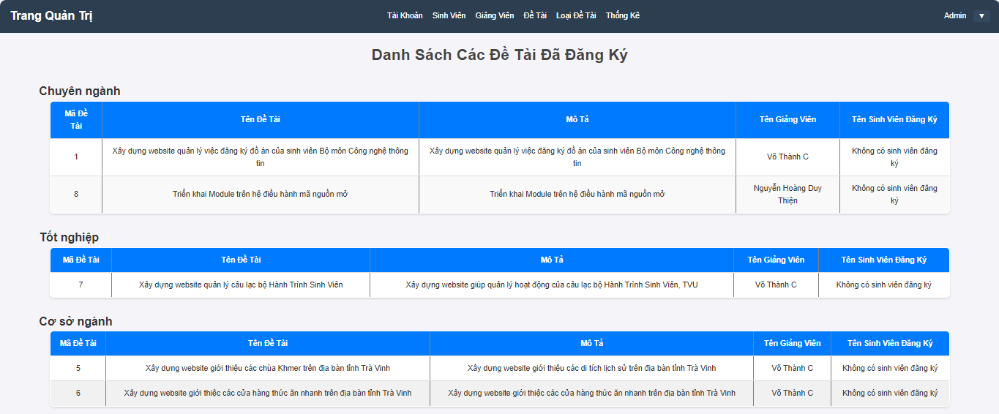 Trang Quản Trị
Tài Khoản Sinh Viên Giảng Viên Đề Tài Loại Đề Tài Thống Kê
Admin ▼
Danh Sách Các Đề Tài Đã Đăng Ký
Chuyên ngành
Mã Đề Tài Tên Đề Tài Mô Tả Tên Giảng Viên Tên Sinh Viên Đăng Ký
1 Xây dựng website quản lý việc đăng ký đồ án của sinh viên Bộ môn Công nghệ thông tin Xây dựng website quản lý việc đăng ký đồ án của sinh viên Bộ môn Công nghệ thông tin Võ Thành C Không có sinh viên đăng ký
8 Triển khai Module trên hệ điều hành mã nguồn mở Triển khai Module trên hệ điều hành mã nguồn mở Nguyễn Hoàng Duy Thiện Không có sinh viên đăng ký
Tốt nghiệp
Mã Đề Tài Tên Đề Tài Mô Tả Tên Giảng Viên Tên Sinh Viên Đăng Ký
7 Xây dựng website quản lý câu lạc bộ Hành Trình Sinh Viên Xây dựng website giúp quản lý hoạt động của câu lạc bộ Hành Trình Sinh Viên, TVU Võ Thành C Không có sinh viên đăng ký
Cơ sở ngành
Mã Đề Tài Tên Đề Tài Mô Tả Tên Giảng Viên Tên Sinh Viên Đăng Ký
5 Xây dựng website giới thiệu các chùa Khmer trên địa bàn tỉnh Trà Vinh Xây dựng website giới thiệu các di tích lịch sử trên địa bàn tỉnh Trà Vinh Võ Thành C Không có sinh viên đăng ký
6 Xây dựng website giới thiệc các cửa hàng thức ăn nhanh trên địa bàn tỉnh Trà Vinh Xây dựng website giới thiệc các cửa hàng thức ăn nhanh trên địa bàn tỉnh Trà Vinh Võ Thành C Không có sinh viên đăng ký